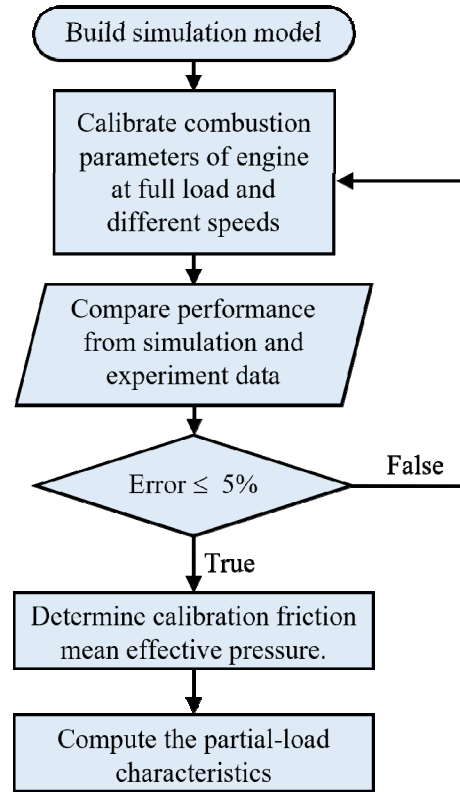 Build simulation model
Calibrate combustion
parameters of engine
at full load and
different speeds
Compare performance
from simulation and
experiment data
Error ≤ 5%
False
True
Determine calibration friction
mean effective pressure.
Compute the partial-load
characteristics